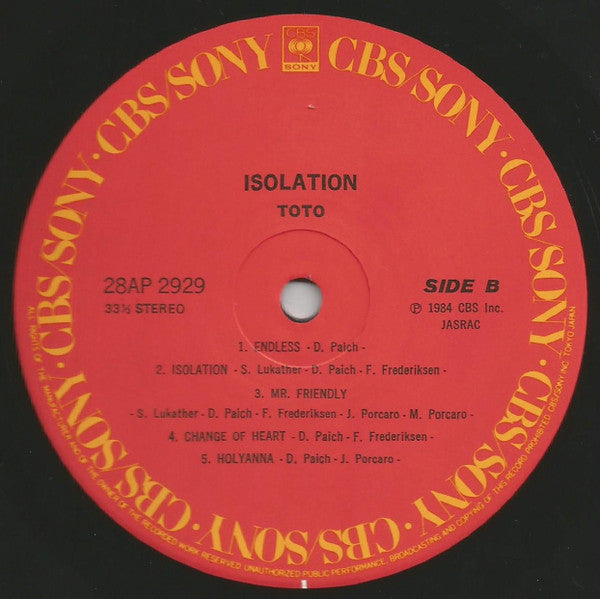 CBS/SONY · CBS/SONY · CBS/SONY · CBS/SONY · CBS/SONY · CBS/SONY · CBS/SONY
CBS
SONY
ISOLATION
TOTO
28AP 2929
33⅓ STEREO
SIDE B
Ⓟ 1984 CBS Inc.
JASRAC
1. ENDLESS - D. Paich -
2. ISOLATION - S. Lukather - D. Paich - F. Frederiksen -
3. MR. FRIENDLY
- S. Lukather - D. Paich - F. Frederiksen - J. Porcaro - M. Porcaro -
4. CHANGE OF HEART - D. Paich - F. Frederiksen -
5. HOLYANNA - D. Paich - J. Porcaro -
ALL RIGHTS OF THE MANUFACTURER AND OF THE OWNER OF THE RECORDED WORK RESERVED UNAUTHORIZED PUBLIC PERFORMANCE, BROADCASTING AND COPYING OF THIS RECORD PROHIBITED CBS/SONY INC. TOKYO JAPAN